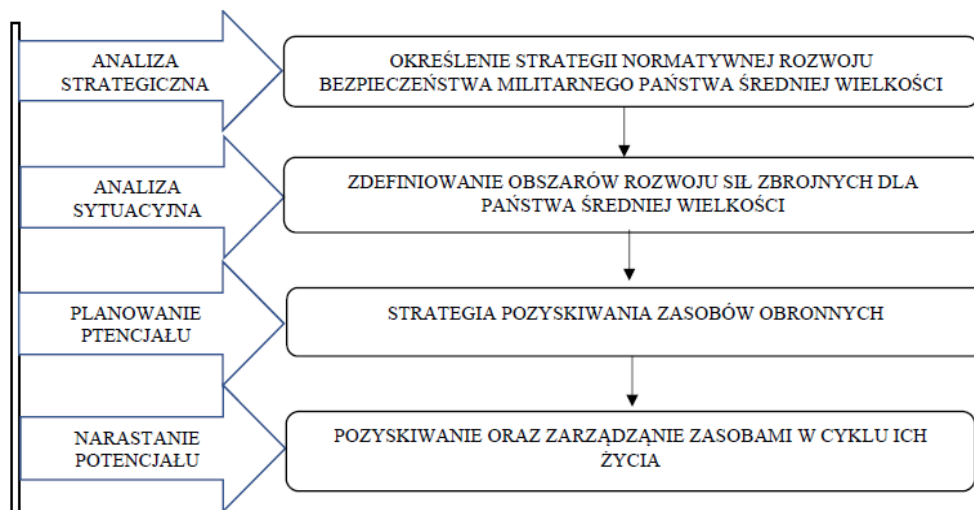 ANALIZA
STRATEGICZNA
OKREŚLENIE STRATEGII NORMATYWNEJ ROZWOJU
BEZPIECZEŃSTWA MILITARNEGO PAŃSTWA ŚREDNIEJ WIELKOŚCI
ANALIZA
SYTUACYJNA
ZDEFINIOWANIE OBSZARÓW ROZWOJU SIŁ ZBROJNYCH DLA
PAŃSTWA ŚREDNIEJ WIELKOŚCI
PLANOWANIE
PTENCJAŁU
STRATEGIA POZYSKIWANIA ZASOBÓW OBRONNYCH
NARASTANIE
POTENCJAŁU
POZYSKIWANIE ORAZ ZARZĄDZĄNIE ZASOBAMI W CYKLU ICH
ŻYCIA